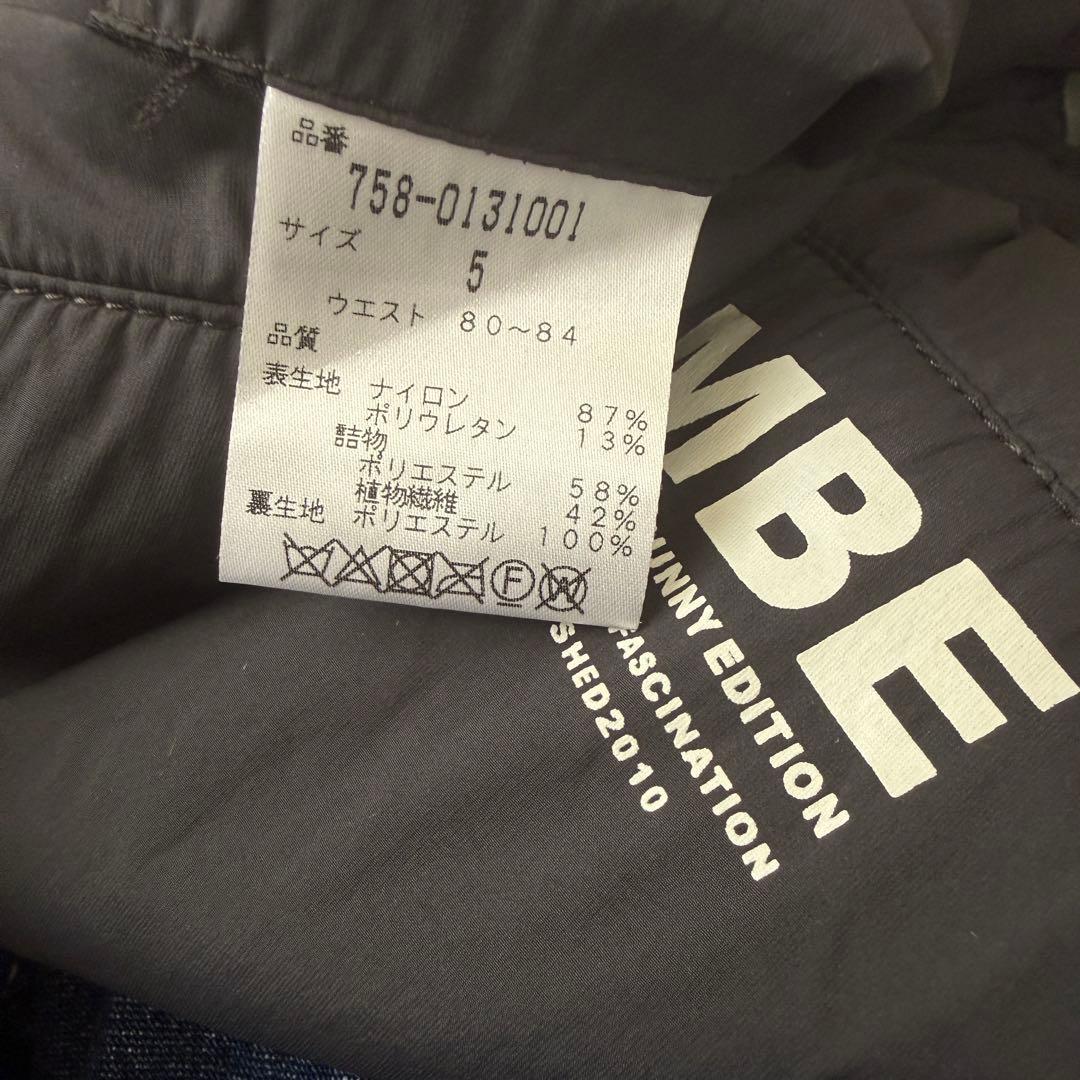 品番
758-0131001
サイズ 5
ウエスト 80～84
品質
表生地 ナイロン 87%
ポリウレタン 13%
詰物
ポリエステル 58%
植物繊維 42%
裏生地 ポリエステル 100%
F W
MBE
EDITION
FASCINATION
SHED2010